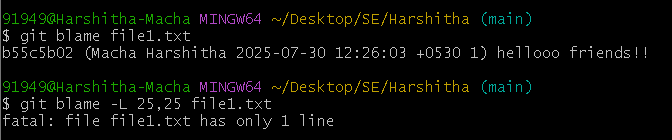 91949@Harshitha-Macha MINGW64 ~/Desktop/SE/Harshitha (main)
$ git blame file1.txt
b55c5b02 (Macha Harshitha 2025-07-30 12:26:03 +0530 1) hellooo friends!!
91949@Harshitha-Macha MINGW64 ~/Desktop/SE/Harshitha (main)
$ git blame -L 25,25 file1.txt
fatal: file file1.txt has only 1 line